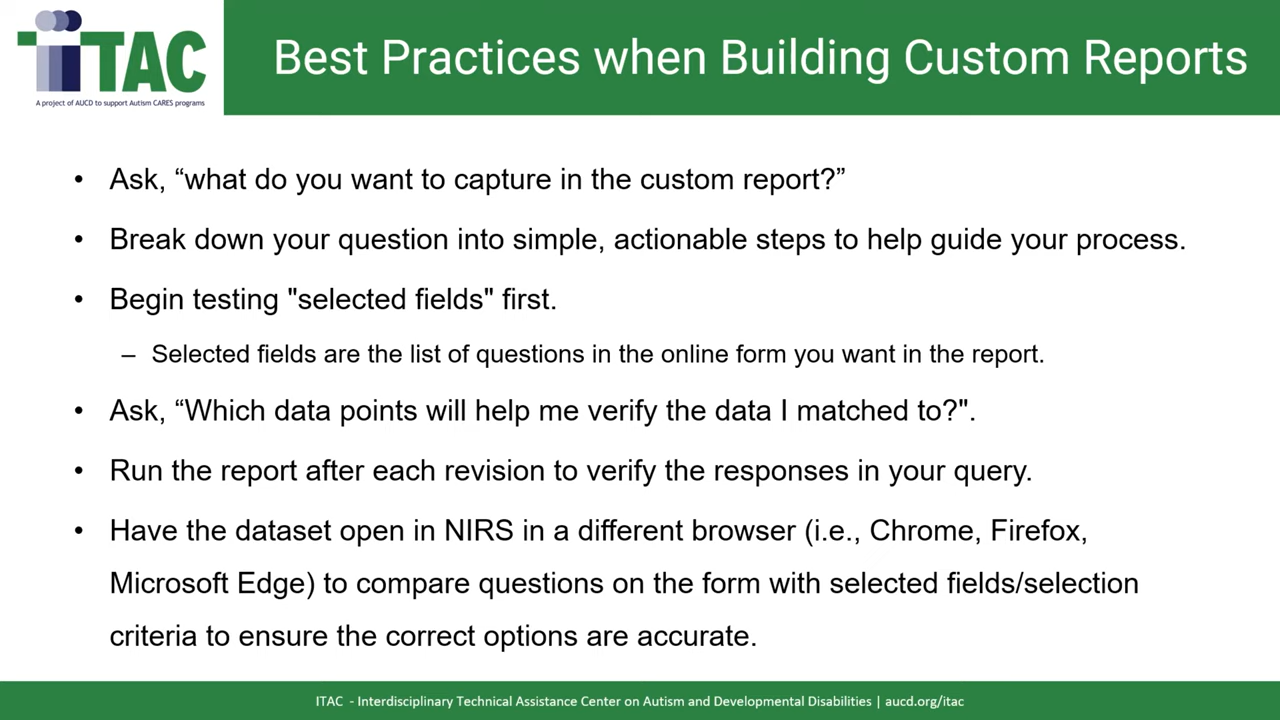 iTAC
A project of AUCD to support Autism CARES programs
Best Practices when Building Custom Reports
• Ask, “what do you want to capture in the custom report?”
• Break down your question into simple, actionable steps to help guide your process.
• Begin testing "selected fields" first.
– Selected fields are the list of questions in the online form you want in the report.
• Ask, “Which data points will help me verify the data I matched to?".
• Run the report after each revision to verify the responses in your query.
• Have the dataset open in NIRS in a different browser (i.e., Chrome, Firefox,
Microsoft Edge) to compare questions on the form with selected fields/selection
criteria to ensure the correct options are accurate.
ITAC - Interdisciplinary Technical Assistance Center on Autism and Developmental Disabilities | aucd.org/itac